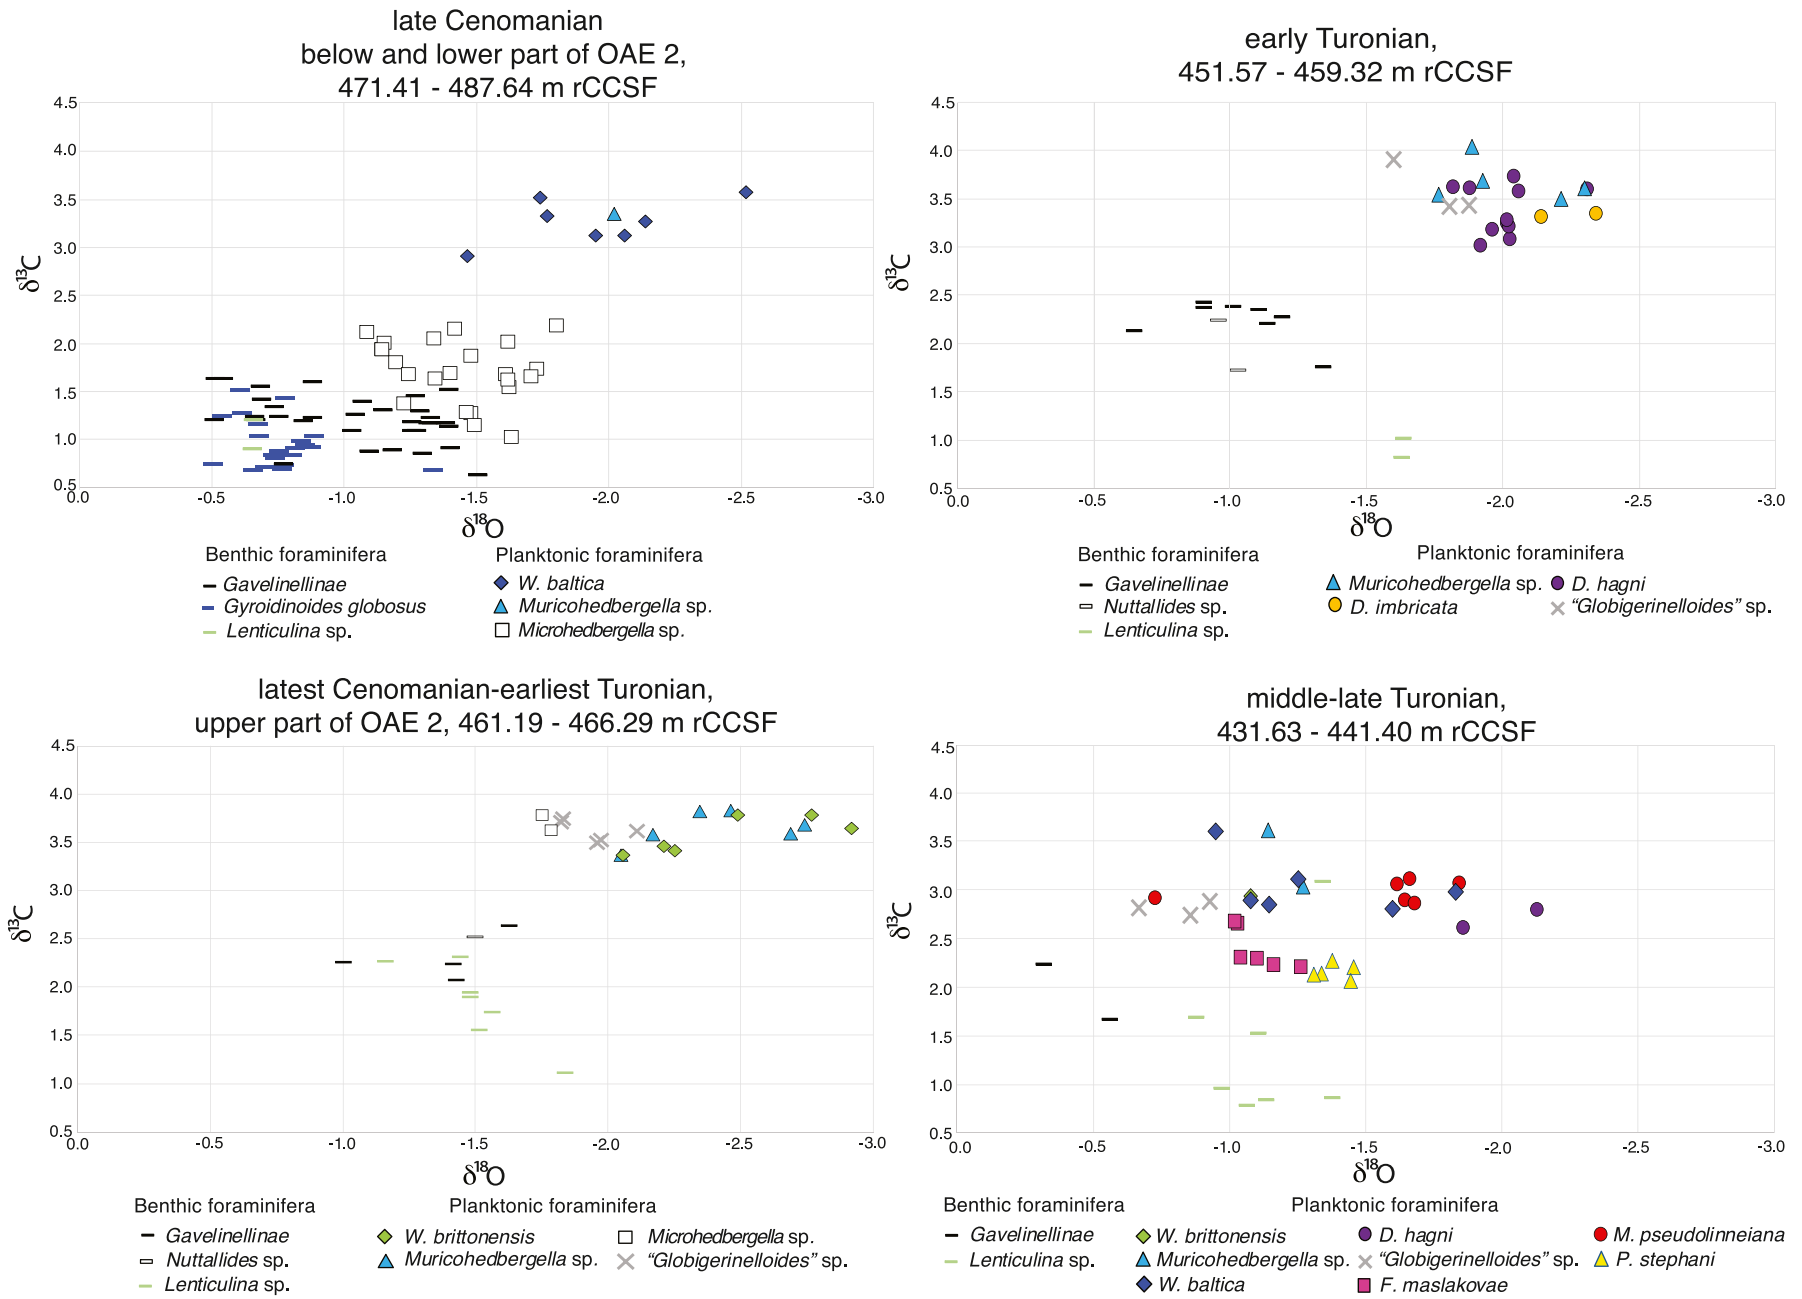 late Cenomanian
below and lower part of OAE 2,
471.41 - 487.64 m rCCSF
4.5
4.0
3.5
3.0
2.5
2.0
1.5
1.0
0.5
δ13C
0.0 -0.5 -1.0 -1.5 -2.0 -2.5 -3.0
δ18O
Benthic foraminifera
Gavelinellinae
Gyroidinoides globosus
Lenticulina sp.
Planktonic foraminifera
W. baltica
Muricohedbergella sp.
Microhedbergella sp.
early Turonian,
451.57 - 459.32 m rCCSF
4.5
4.0
3.5
3.0
2.5
2.0
1.5
1.0
0.5
δ13C
0.0 -0.5 -1.0 -1.5 -2.0 -2.5 -3.0
δ18O
Benthic foraminifera
Gavelinellinae
Nuttallides sp.
Lenticulina sp.
Planktonic foraminifera
Muricohedbergella sp. D. hagni
D. imbricata “Globigerinelloides” sp.
latest Cenomanian-earliest Turonian,
upper part of OAE 2, 461.19 - 466.29 m rCCSF
4.5
4.0
3.5
3.0
2.5
2.0
1.5
1.0
0.5
δ13C
0.0 -0.5 -1.0 -1.5 -2.0 -2.5 -3.0
δ18O
Benthic foraminifera
Gavelinellinae
Nuttallides sp.
Lenticulina sp.
Planktonic foraminifera
W. brittonensis Microhedbergella sp.
Muricohedbergella sp. “Globigerinelloides” sp.
middle-late Turonian,
431.63 - 441.40 m rCCSF
4.5
4.0
3.5
3.0
2.5
2.0
1.5
1.0
0.5
δ13C
0.0 -0.5 -1.0 -1.5 -2.0 -2.5 -3.0
δ18O
Benthic foraminifera
Gavelinellinae
Lenticulina sp.
Planktonic foraminifera
W. brittonensis D. hagni M. pseudolinneiana
Muricohedbergella sp. “Globigerinelloides” sp. P. stephani
W. baltica F. maslakovae